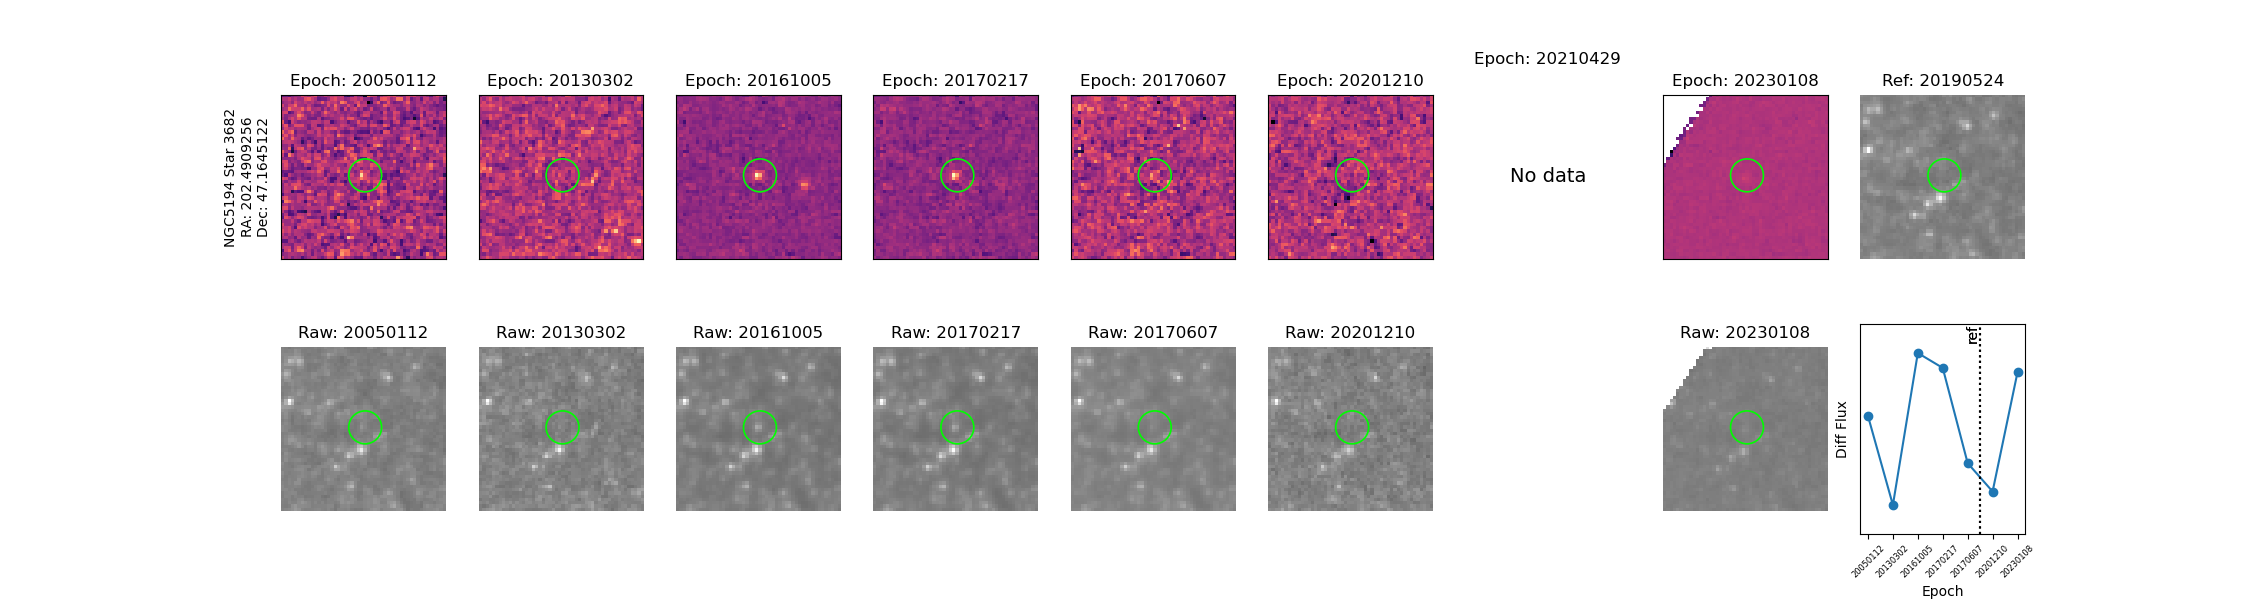 Epoch: 20210429
Epoch: 20050112
Epoch: 20130302
Epoch: 20161005
Epoch: 20170217
Epoch: 20170607
Epoch: 20201210
Epoch: 20230108
Ref: 20190524
NGC5194 Star 3682
RA: 202.4909256
Dec: 47.1645122
No data
Raw: 20050112
Raw: 20130302
Raw: 20161005
Raw: 20170217
Raw: 20170607
Raw: 20201210
Raw: 20230108
ref
Diff Flux
20050112
20130302
20161005
20170217
20170607
20201210
20230108
Epoch